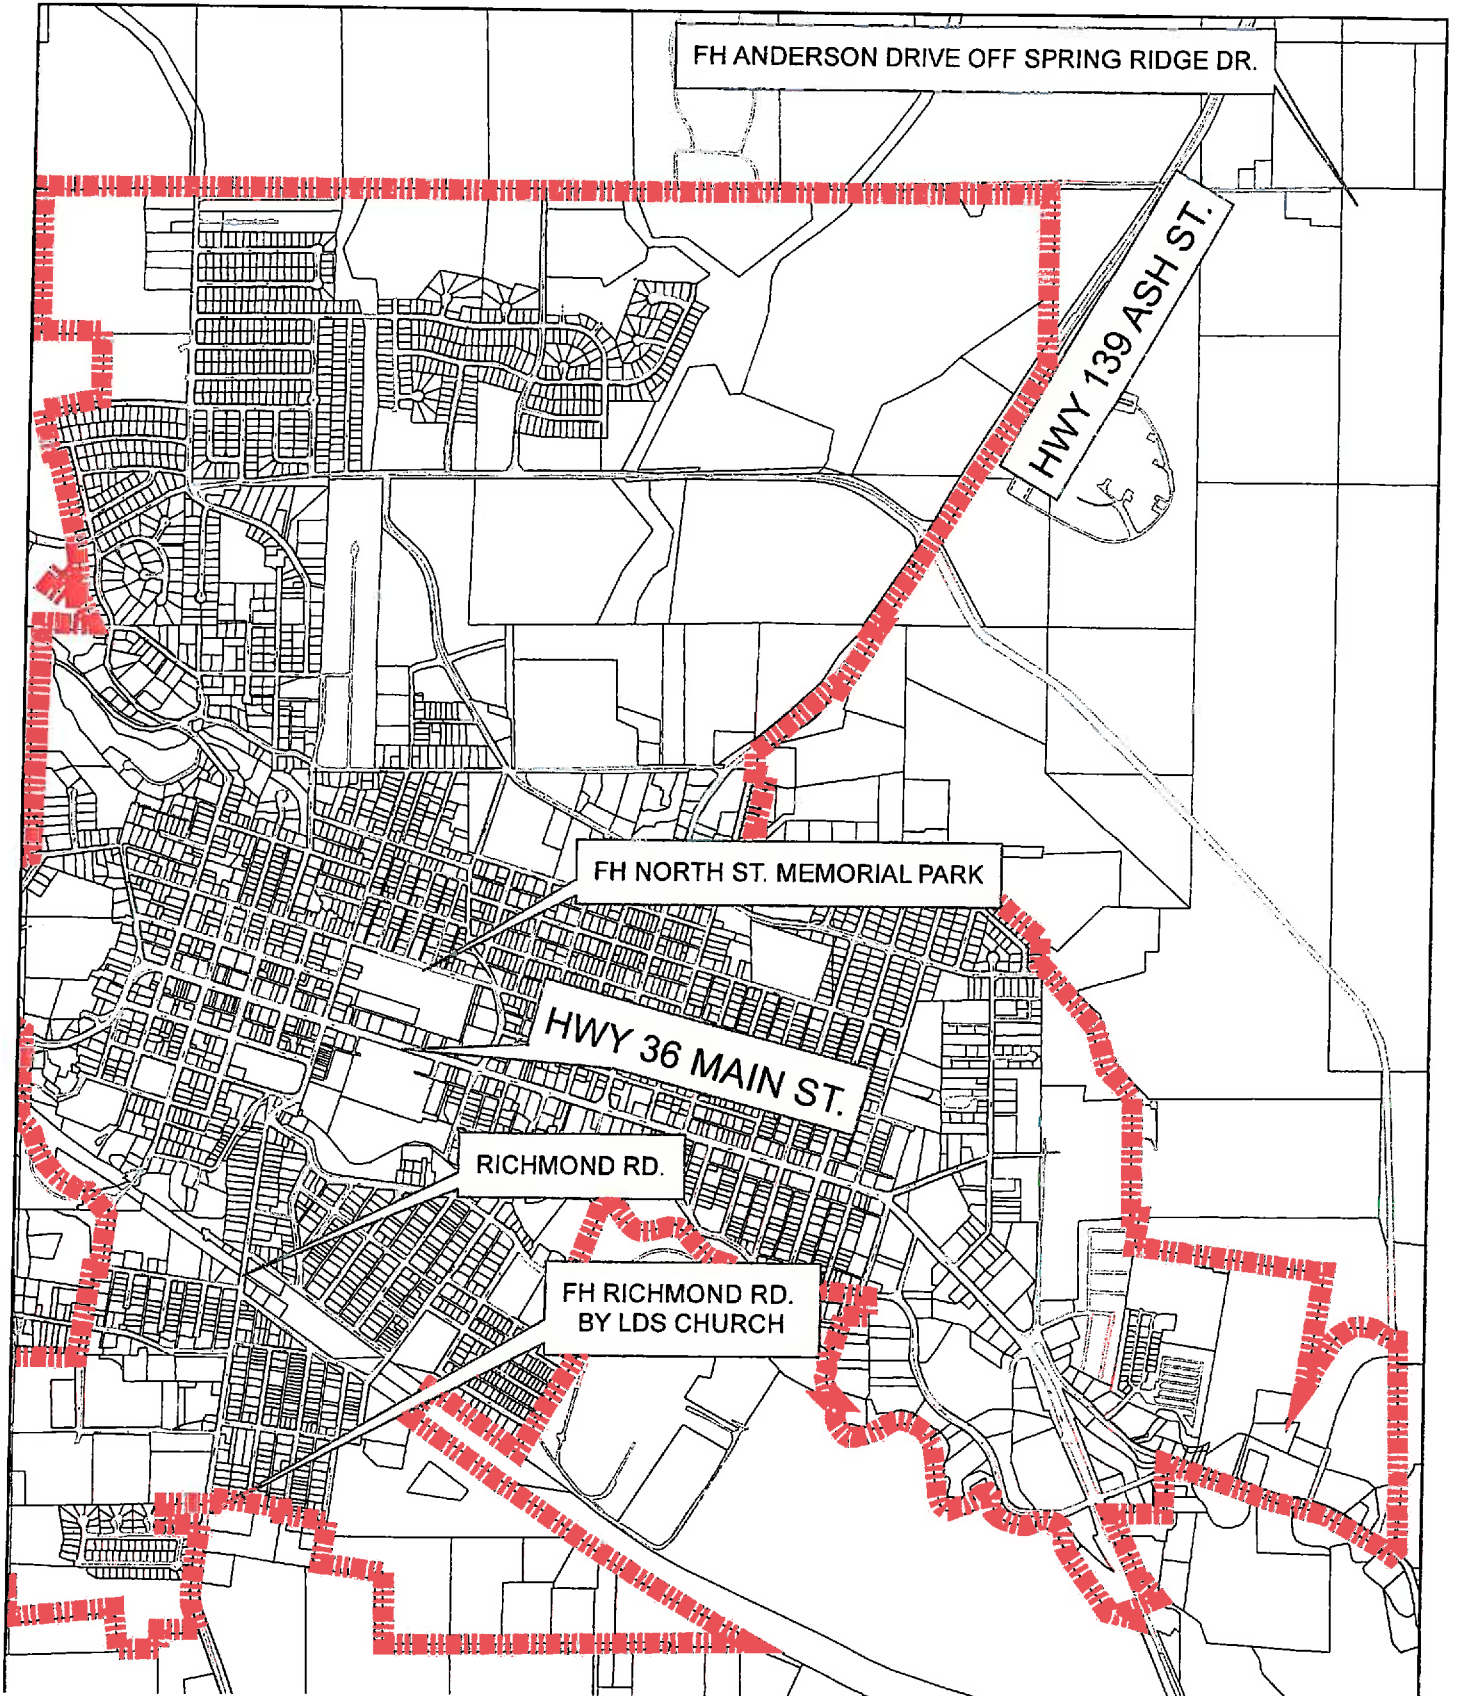 FH ANDERSON DRIVE OFF SPRING RIDGE DR.
HWY 139 ASH ST.
FH NORTH ST. MEMORIAL PARK
HWY 36 MAIN ST.
RICHMOND RD.
FH RICHMOND RD.
BY LDS CHURCH